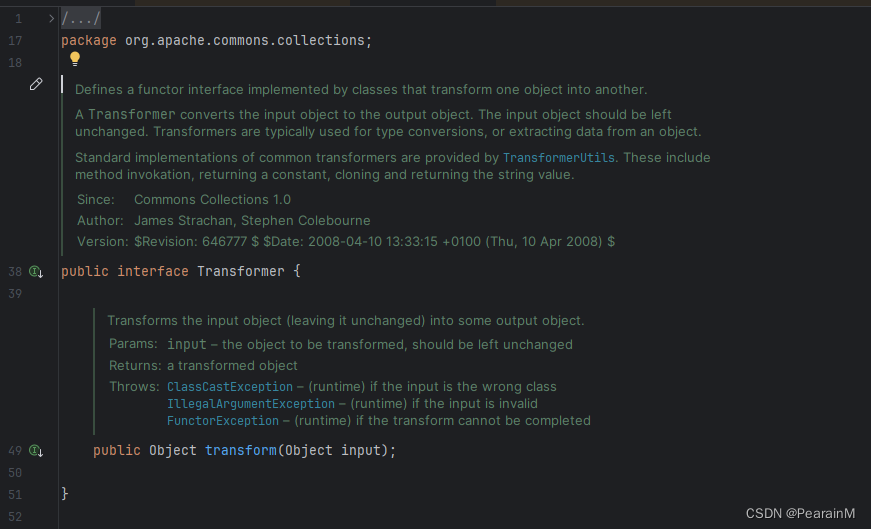 1 /.../
17 package org.apache.commons.collections;
18
Defines a functor interface implemented by classes that transform one object into another.
A Transformer converts the input object to the output object. The input object should be left
unchanged. Transformers are typically used for type conversions, or extracting data from an object.
Standard implementations of common transformers are provided by TransformerUtils. These include
method invokation, returning a constant, cloning and returning the string value.
Since: Commons Collections 1.0
Author: James Strachan, Stephen Colebourne
Version: $Revision: 646777 $ $Date: 2008-04-10 13:33:15 +0100 (Thu, 10 Apr 2008) $
38 public interface Transformer {
39
Transforms the input object (leaving it unchanged) into some output object.
Params: input – the object to be transformed, should be left unchanged
Returns: a transformed object
Throws: ClassCastException – (runtime) if the input is the wrong class
IllegalArgumentException – (runtime) if the input is invalid
FunctorException – (runtime) if the transform cannot be completed
49 public Object transform(Object input);
50
51 }
52
CSDN @PearainM